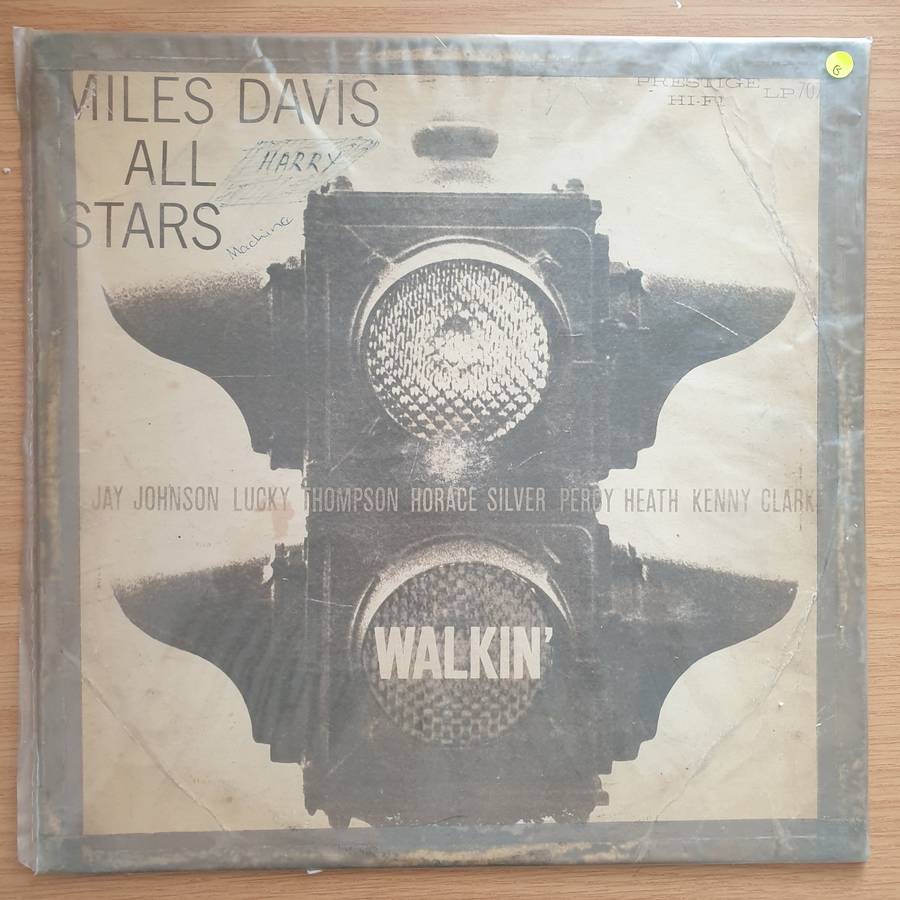 MILES DAVIS
ALL
STARS
HARRY
Machine
PRESTIGE
HI-FI
LP 70
G
JAY JOHNSON LUCKY THOMPSON HORACE SILVER PERCY HEATH KENNY CLARK
WALKIN'